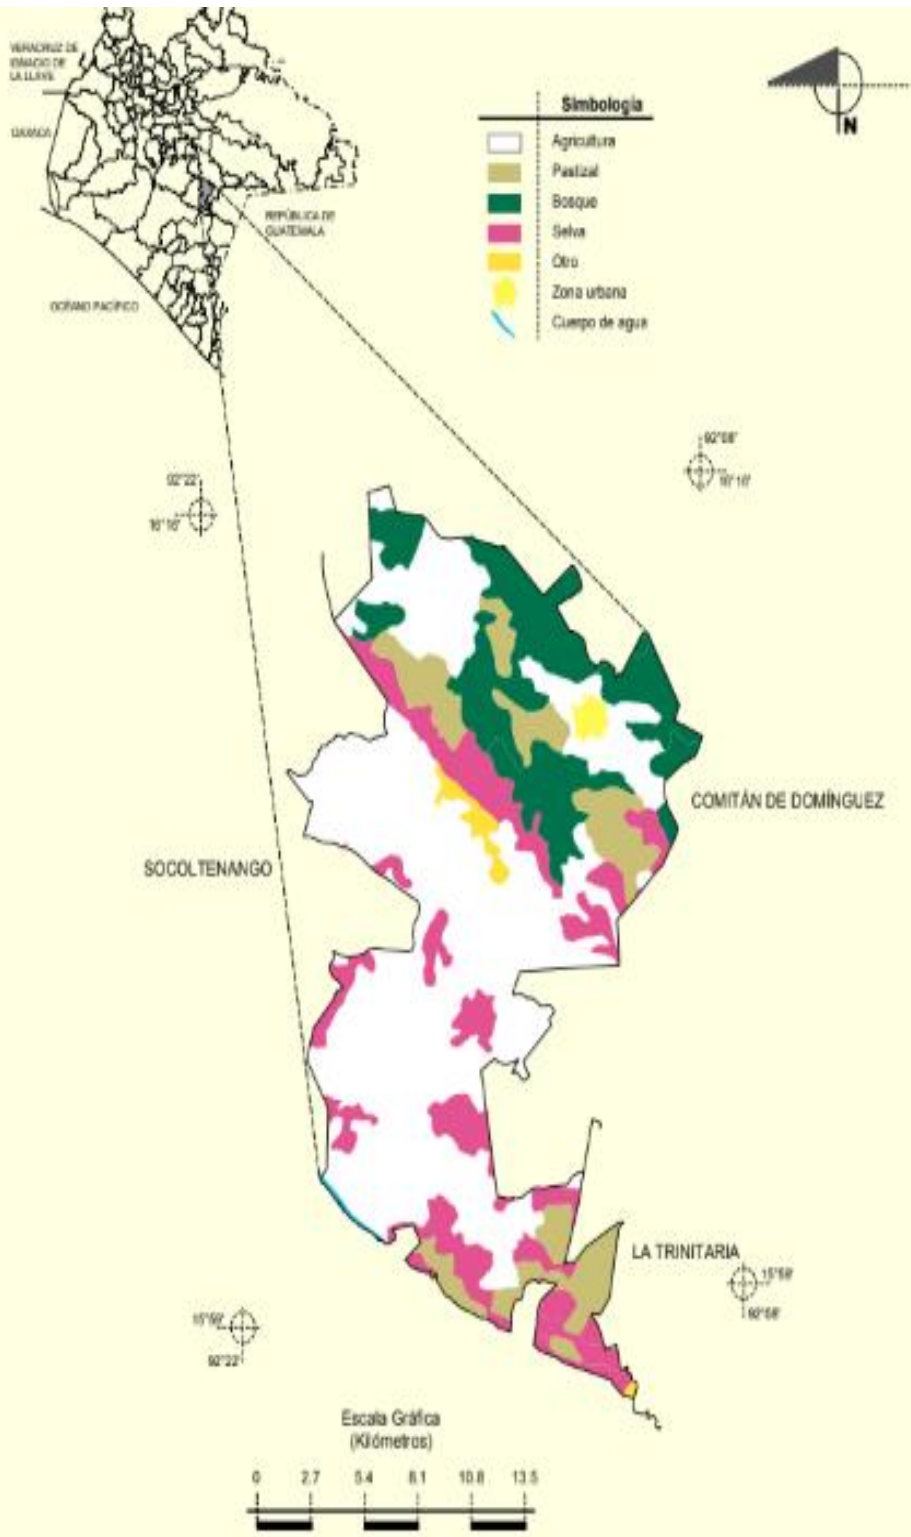 VERACRUZ DE
IGNACIO DE
LA LLAVE
OAXACA
REPÚBLICA DE
GUATEMALA
OCÉANO PACÍFICO
Simbología
Agricultura
Pastizal
Bosque
Selva
Otro
Zona urbana
Cuerpo de agua
N
92°08'
16°16'
92°22'
16°16'
COMITÁN DE DOMÍNGUEZ
SOCOLTENANGO
LA TRINITARIA
15°59'
92°58'
15°59'
92°22'
Escala Gráfica
(Kilómetros)
0 2.7 5.4 8.1 10.8 13.5